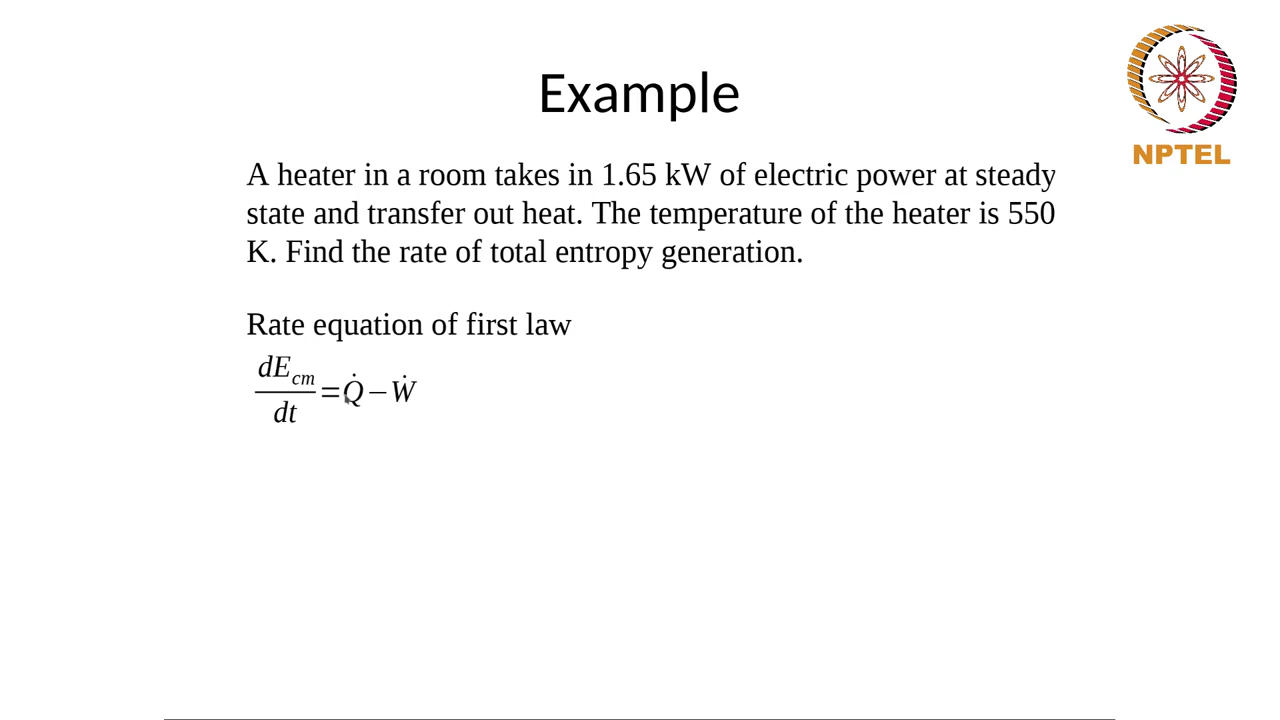 Example
NPTEL
A heater in a room takes in 1.65 kW of electric power at steady
state and transfer out heat. The temperature of the heater is 550
K. Find the rate of total entropy generation.
Rate equation of first law
dE_cm/dt = Q̇ − Ẇ